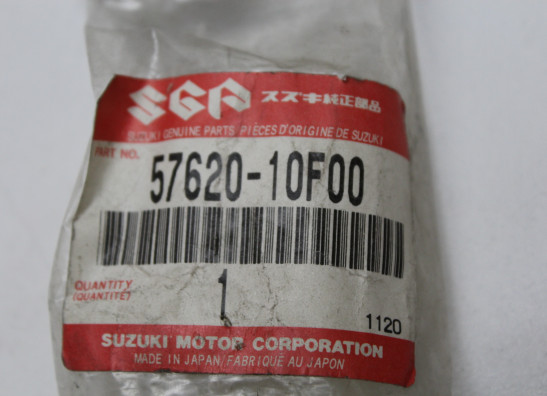 SGP スズキ純正部品
SUZUKI GENUINE PARTS PIÈCES D'ORIGINE DE SUZUKI
PART NO.
57620-10F00
QUANTITY
(QUANTITÉ)
1
1120
SUZUKI MOTOR CORPORATION
MADE IN JAPAN/FABRIQUÉ AU JAPON